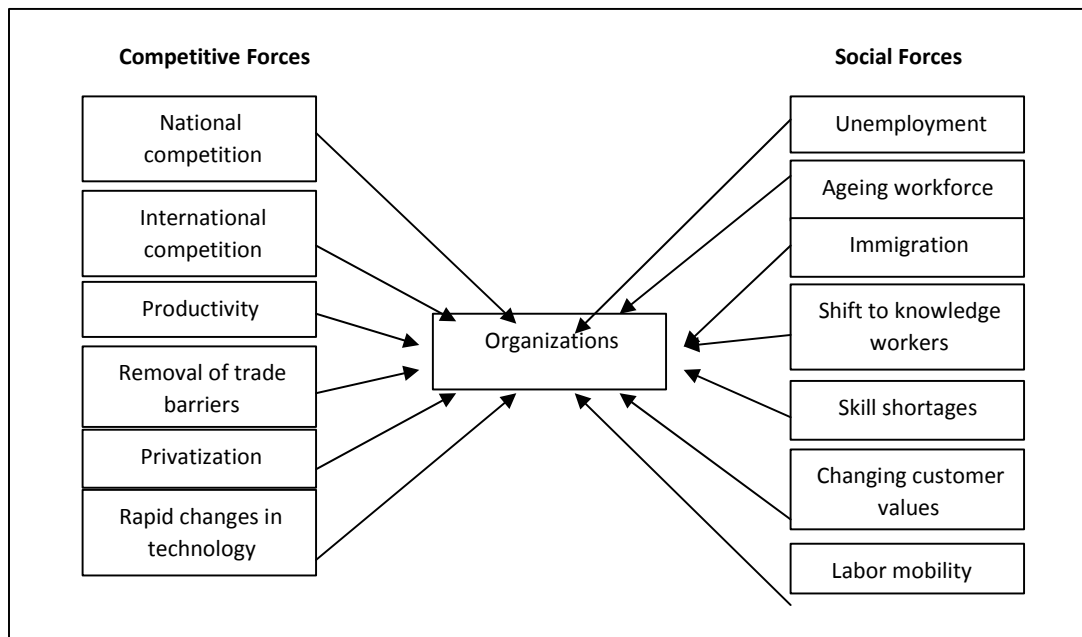 Competitive Forces
National
competition
International
competition
Productivity
Removal of trade
barriers
Privatization
Rapid changes in
technology
Organizations
Social Forces
Unemployment
Ageing workforce
Immigration
Shift to knowledge
workers
Skill shortages
Changing customer
values
Labor mobility